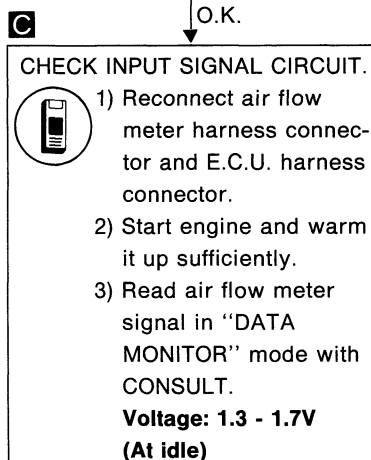 O.K.
C
CHECK INPUT SIGNAL CIRCUIT.
1) Reconnect air flow
meter harness connec-
tor and E.C.U. harness
connector.
2) Start engine and warm
it up sufficiently.
3) Read air flow meter
signal in "DATA
MONITOR" mode with
CONSULT.
Voltage: 1.3 - 1.7V
(At idle)